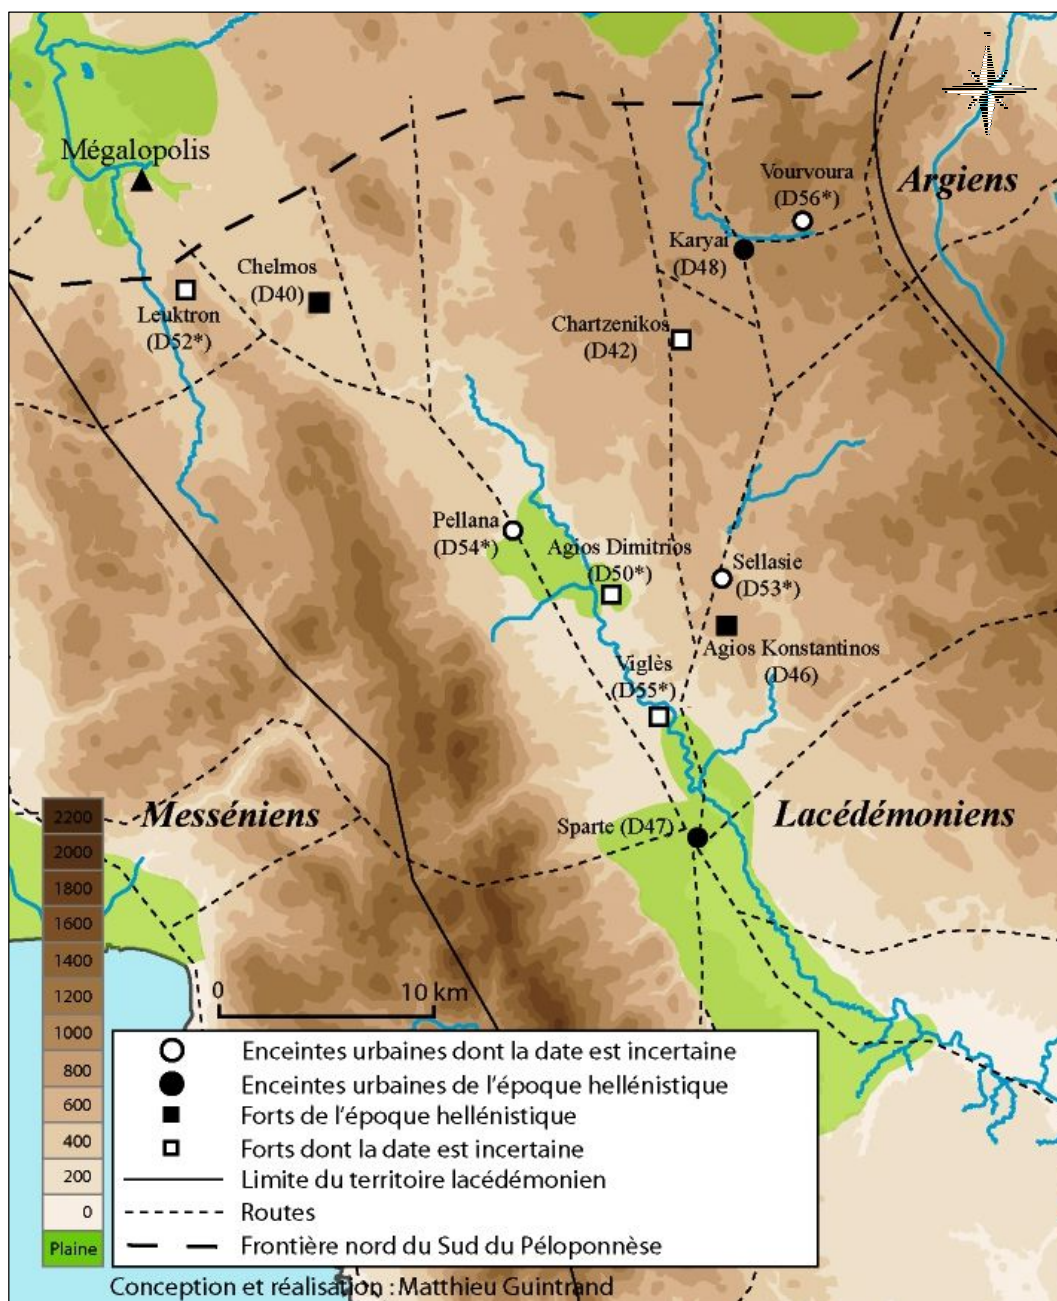 Mégalopolis
Vourvoura
(D56*)
Argiens
Karyai
(D48)
Chelmos
(D40)
Leuktron
(D52*)
Chartzenikos
(D42)
Pellana
(D54*)
Agios Dimitrios
(D50*)
Sellasie
(D53*)
Agios Konstantinos
(D46)
Viglès
(D55*)
Messéniens
Sparte (D47)
Lacédémoniens
2200
2000
1800
1600
1400
1200
1000
800
600
400
200
0
Plaine
0 10 km
Enceintes urbaines dont la date est incertaine
Enceintes urbaines de l'époque hellénistique
Forts de l'époque hellénistique
Forts dont la date est incertaine
Limite du territoire lacédémonien
Routes
Frontière nord du Sud du Péloponnèse
Conception et réalisation : Matthieu Guintrand